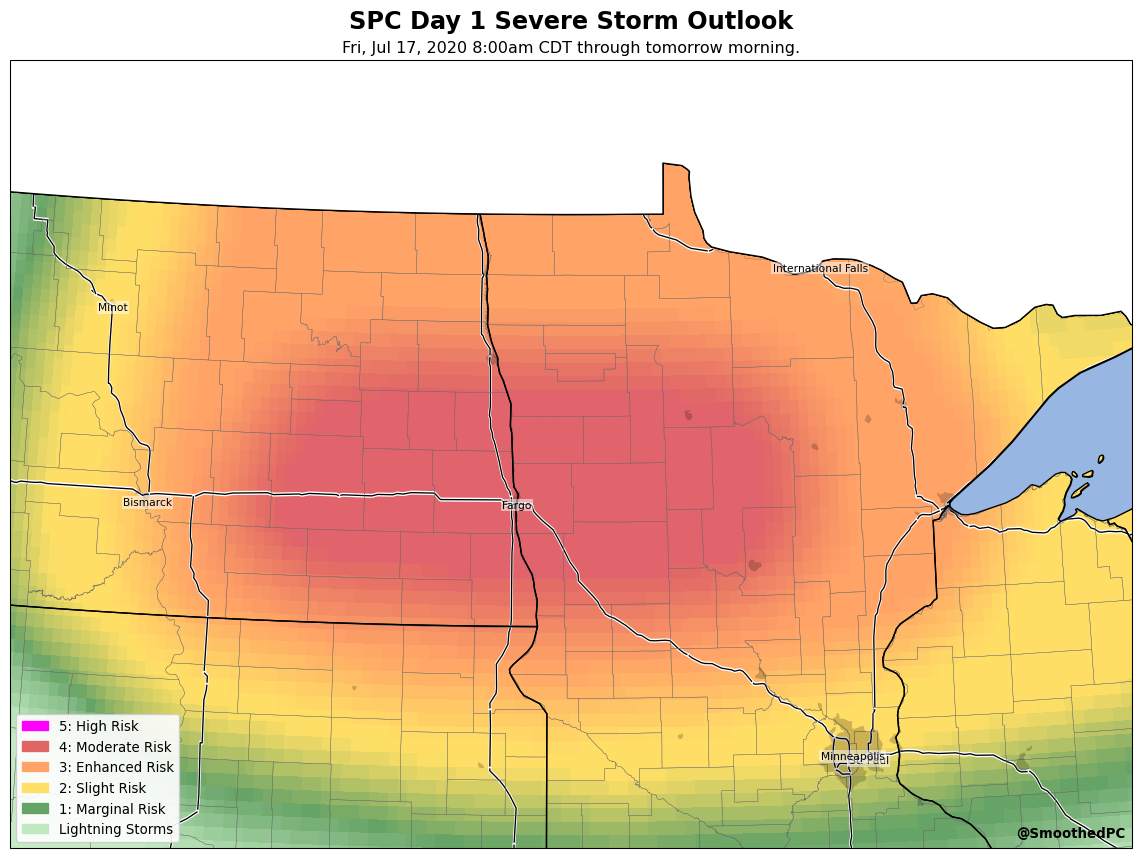 SPC Day 1 Severe Storm Outlook
Fri, Jul 17, 2020 8:00am CDT through tomorrow morning.
International Falls
Minot
Bismarck
Fargo
Minneapolis
5: High Risk
4: Moderate Risk
3: Enhanced Risk
2: Slight Risk
1: Marginal Risk
Lightning Storms
@SmoothedPC